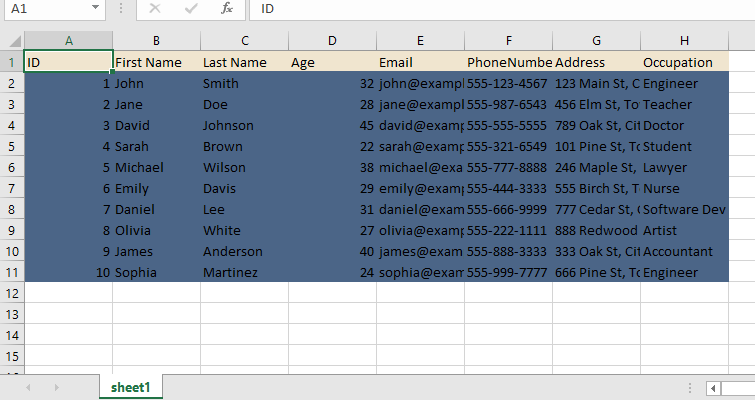 A1 fx ID
A B C D E F G H
1 ID First Name Last Name Age Email PhoneNumbe Address Occupation
2 1 John Smith 32 john@exampl 555-123-4567 123 Main St, C Engineer
3 2 Jane Doe 28 jane@exampl 555-987-6543 456 Elm St, To Teacher
4 3 David Johnson 45 david@examp 555-555-5555 789 Oak St, Cit Doctor
5 4 Sarah Brown 22 sarah@examp 555-321-6549 101 Pine St, To Student
6 5 Michael Wilson 38 michael@exa 555-777-8888 246 Maple St, Lawyer
7 6 Emily Davis 29 emily@examp 555-444-3333 555 Birch St, T Nurse
8 7 Daniel Lee 31 daniel@exam 555-666-9999 777 Cedar St, Software Dev
9 8 Olivia White 27 olivia@examp 555-222-1111 888 Redwood Artist
10 9 James Anderson 40 james@exam 555-888-3333 333 Oak St, Cit Accountant
11 10 Sophia Martinez 24 sophia@exam 555-999-7777 666 Pine St, To Engineer
12
13
14
15
sheet1